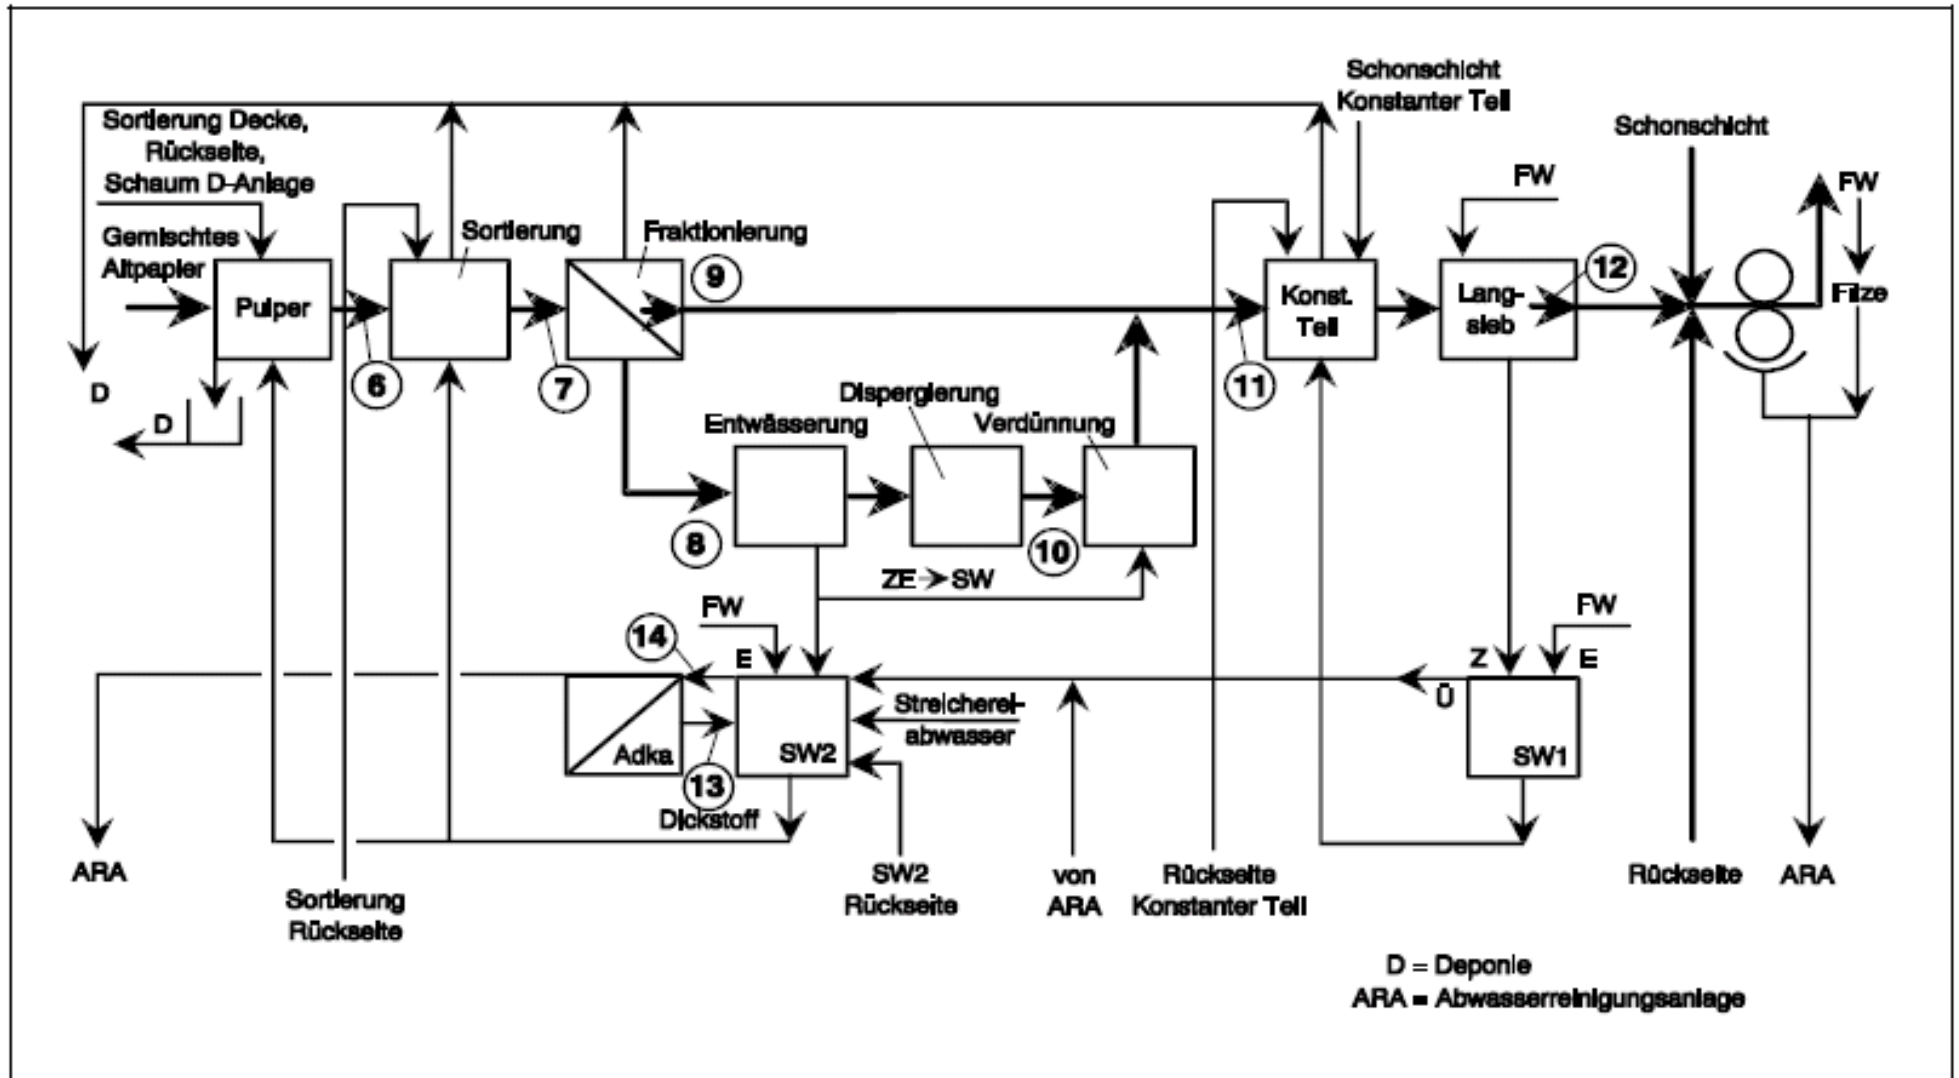 Schonschicht
Konstanter Teil
Sortierung Decke,
Rückseite,
Schaum D-Anlage
Schonschicht
FW
FW
Gemischtes
Altpapier
Sortierung
Fraktionierung
9
12
Pulper
Konst.
Teil
Lang-
sieb
Filze
6
7
11
D
D
Dispergierung
Entwässerung
Verdünnung
8
10
ZE
SW
FW
FW
14
E
Z
E
Ü
Streicherei-
abwasser
Adka
SW2
SW1
13
Dickstoff
ARA
Sortierung
Rückseite
SW2
Rückseite
von
ARA
Rückseite
Konstanter Teil
Rückseite
ARA
D = Deponie
ARA = Abwasserreinigungsanlage